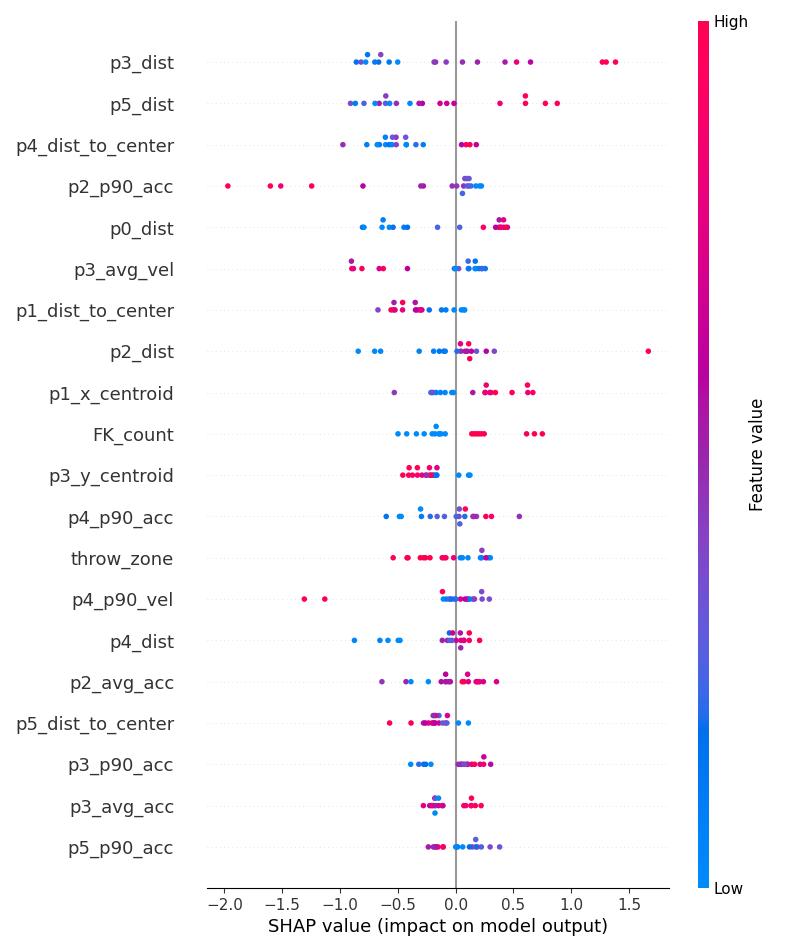 High
p3_dist
p5_dist
p4_dist_to_center
p2_p90_acc
p0_dist
p3_avg_vel
p1_dist_to_center
p2_dist
p1_x_centroid
FK_count
p3_y_centroid
p4_p90_acc
throw_zone
p4_p90_vel
p4_dist
p2_avg_acc
p5_dist_to_center
p3_p90_acc
p3_avg_acc
p5_p90_acc
Feature value
Low
−2.0 −1.5 −1.0 −0.5 0.0 0.5 1.0 1.5
SHAP value (impact on model output)